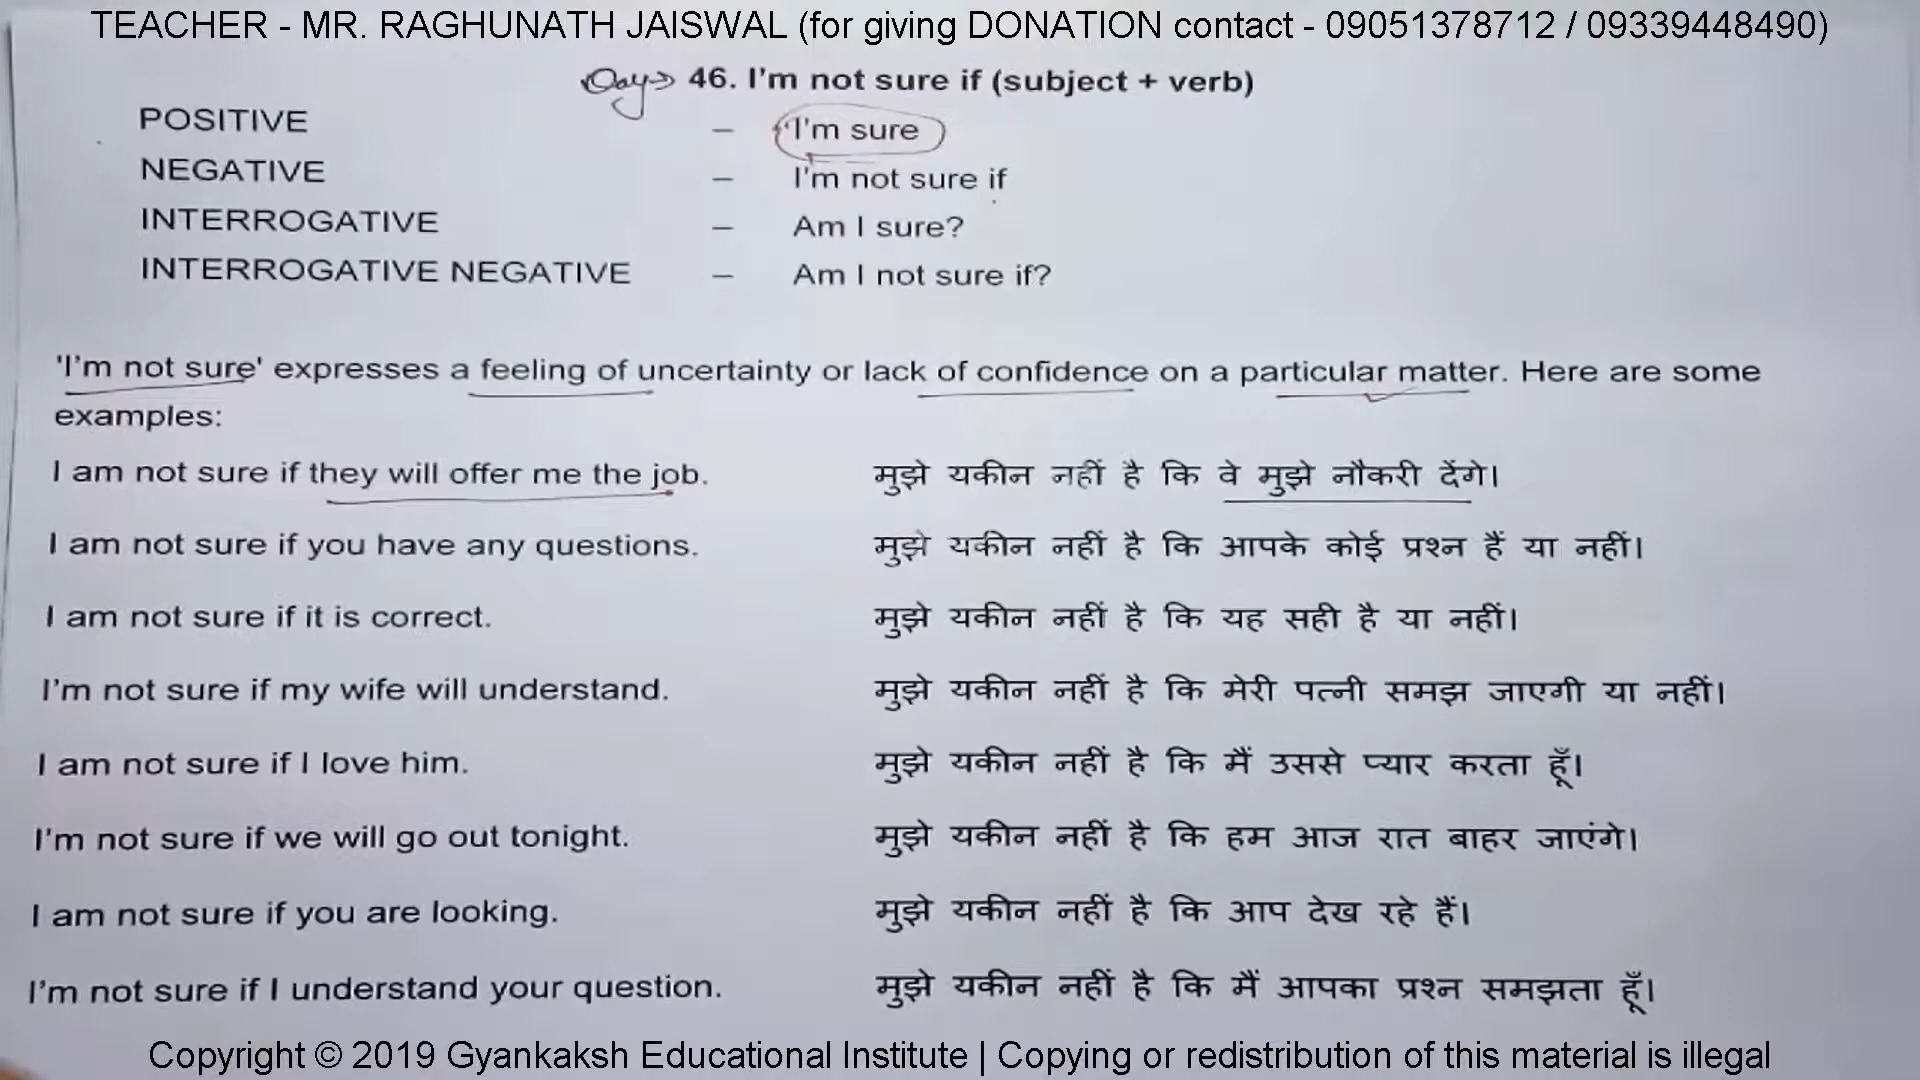 TEACHER - MR. RAGHUNATH JAISWAL (for giving DONATION contact - 09051378712 / 09339448490)
Day→ 46. I'm not sure if (subject + verb)
POSITIVE – I'm sure
NEGATIVE – I'm not sure if
INTERROGATIVE – Am I sure?
INTERROGATIVE NEGATIVE – Am I not sure if?
'I'm not sure' expresses a feeling of uncertainty or lack of confidence on a particular matter. Here are some
examples:
I am not sure if they will offer me the job. मुझे यकीन नहीं है कि वे मुझे नौकरी देंगे।
I am not sure if you have any questions. मुझे यकीन नहीं है कि आपके कोई प्रश्न हैं या नहीं।
I am not sure if it is correct. मुझे यकीन नहीं है कि यह सही है या नहीं।
I'm not sure if my wife will understand. मुझे यकीन नहीं है कि मेरी पत्नी समझ जाएगी या नहीं।
I am not sure if I love him. मुझे यकीन नहीं है कि मैं उससे प्यार करता हूँ।
I'm not sure if we will go out tonight. मुझे यकीन नहीं है कि हम आज रात बाहर जाएंगे।
I am not sure if you are looking. मुझे यकीन नहीं है कि आप देख रहे हैं।
I'm not sure if I understand your question. मुझे यकीन नहीं है कि मैं आपका प्रश्न समझता हूँ।
Copyright © 2019 Gyankaksh Educational Institute | Copying or redistribution of this material is illegal